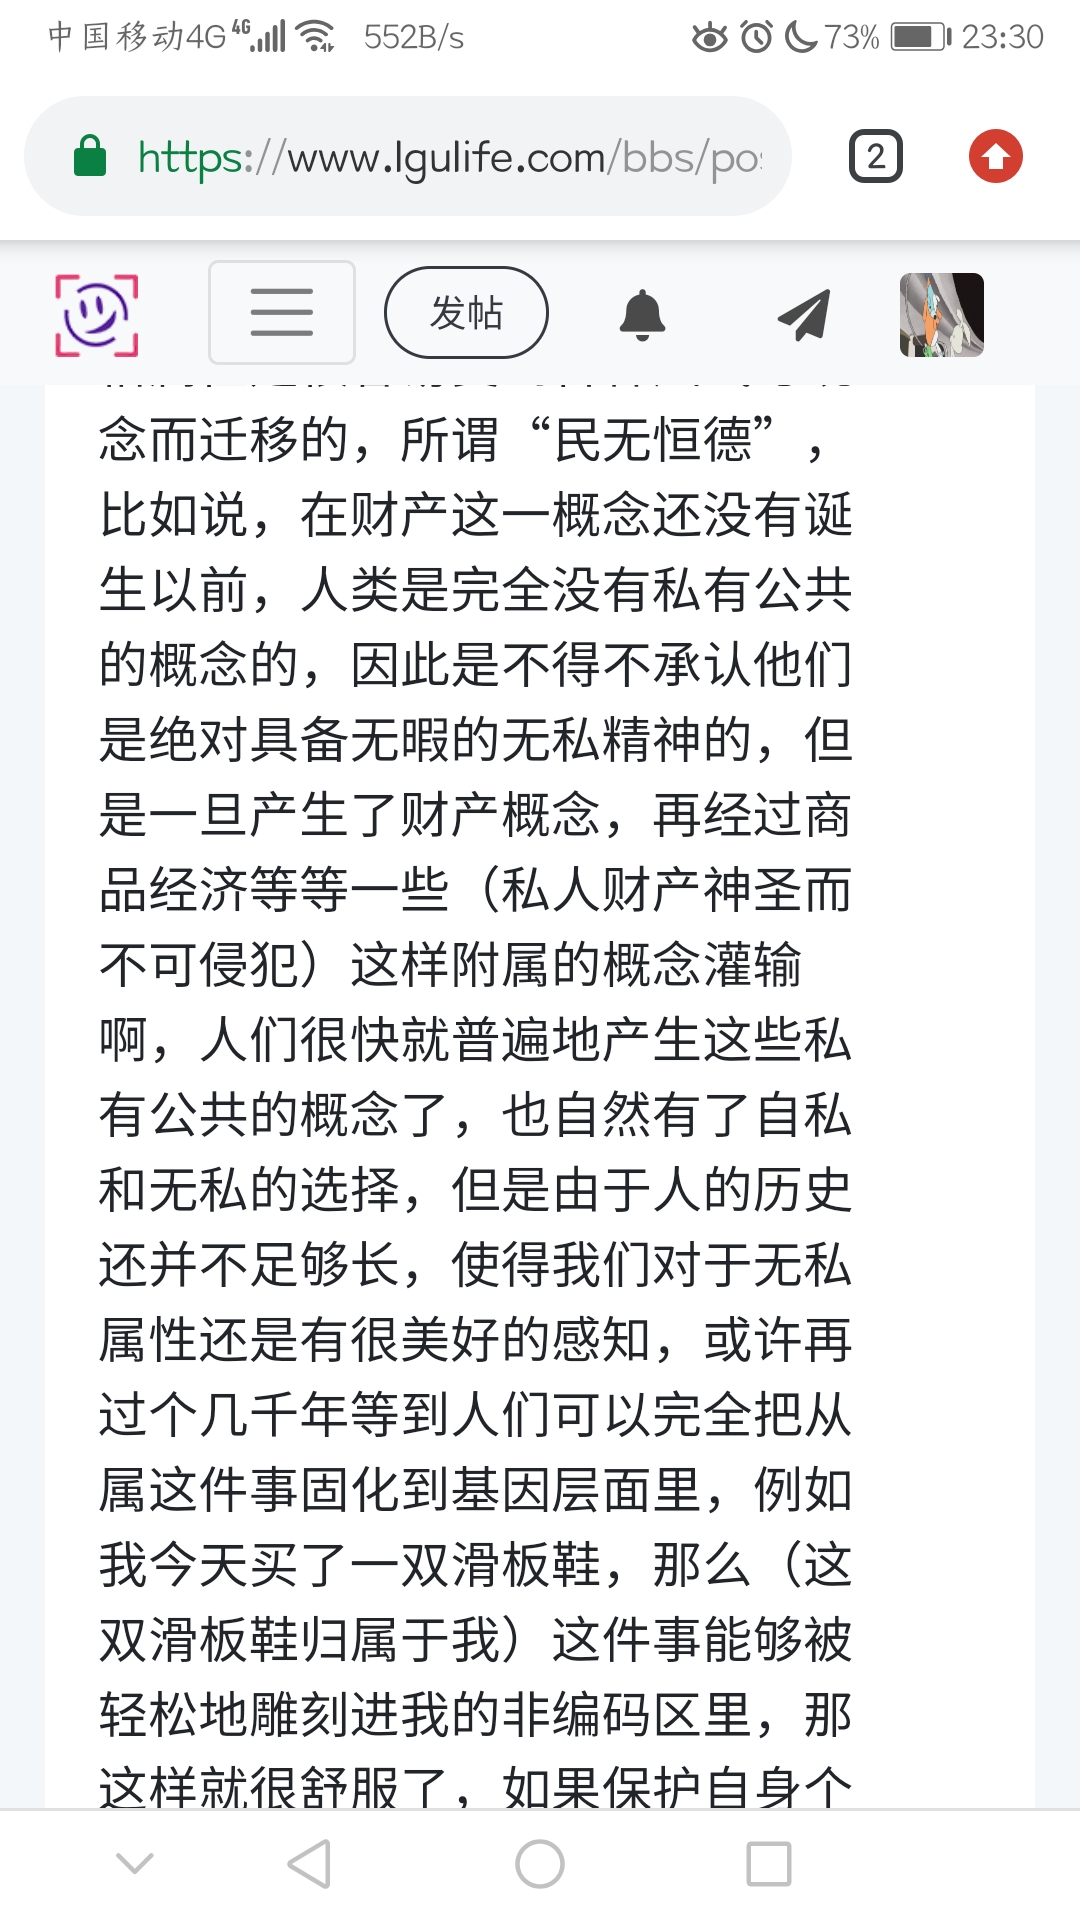 中国移动4G 4G 552B/s 73% 23:30
https://www.lgulife.com/bbs/po
2
发帖
念而迁移的，所谓“民无恒德”，
比如说，在财产这一概念还没有诞
生以前，人类是完全没有私有公共
的概念的，因此是不得不承认他们
是绝对具备无暇的无私精神的，但
是一旦产生了财产概念，再经过商
品经济等等一些（私人财产神圣而
不可侵犯）这样附属的概念灌输
啊，人们很快就普遍地产生这些私
有公共的概念了，也自然有了自私
和无私的选择，但是由于人的历史
还并不足够长，使得我们对于无私
属性还是有很美好的感知，或许再
过个几千年等到人们可以完全把从
属这件事固化到基因层面里，例如
我今天买了一双滑板鞋，那么（这
双滑板鞋归属于我）这件事能够被
轻松地雕刻进我的非编码区里，那
这样就很舒服了，如果保护自身个